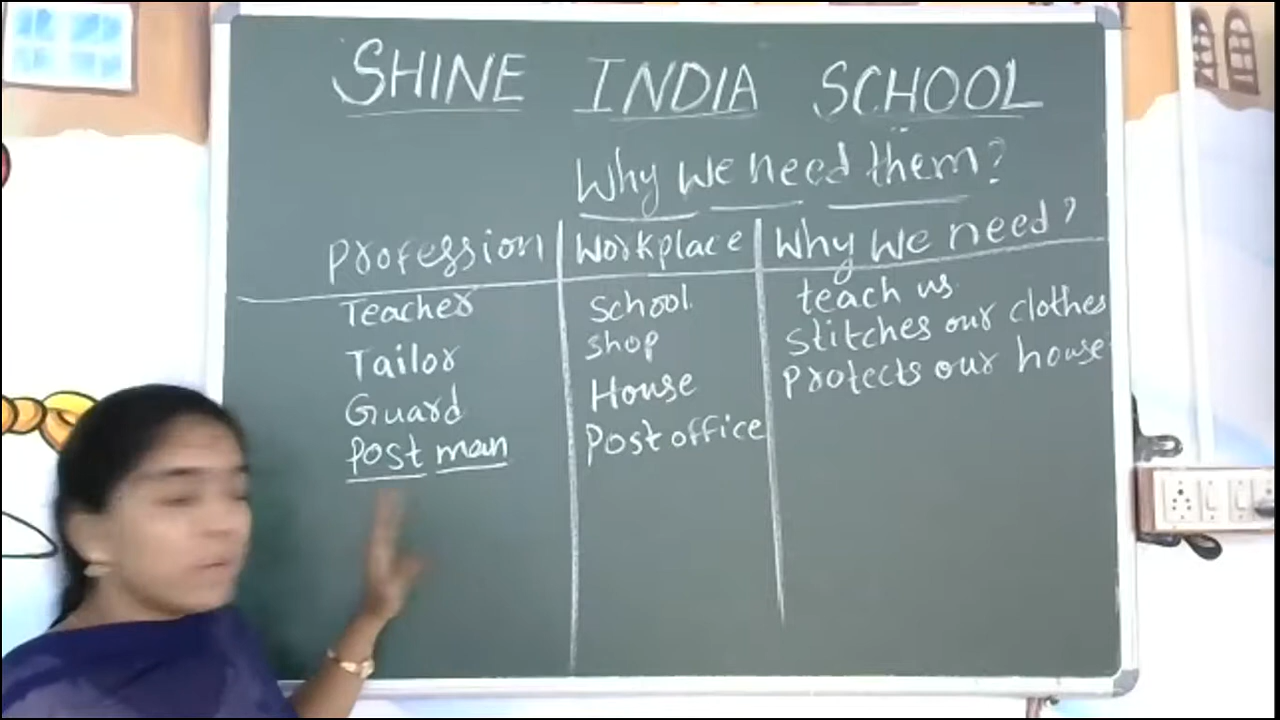 SHINE INDIA SCHOOL
Why we need them?
Profession Workplace Why We need?
Teacher School teach us
Tailor shop stitches our clothes
Guard House Protects our house
Post man Post office